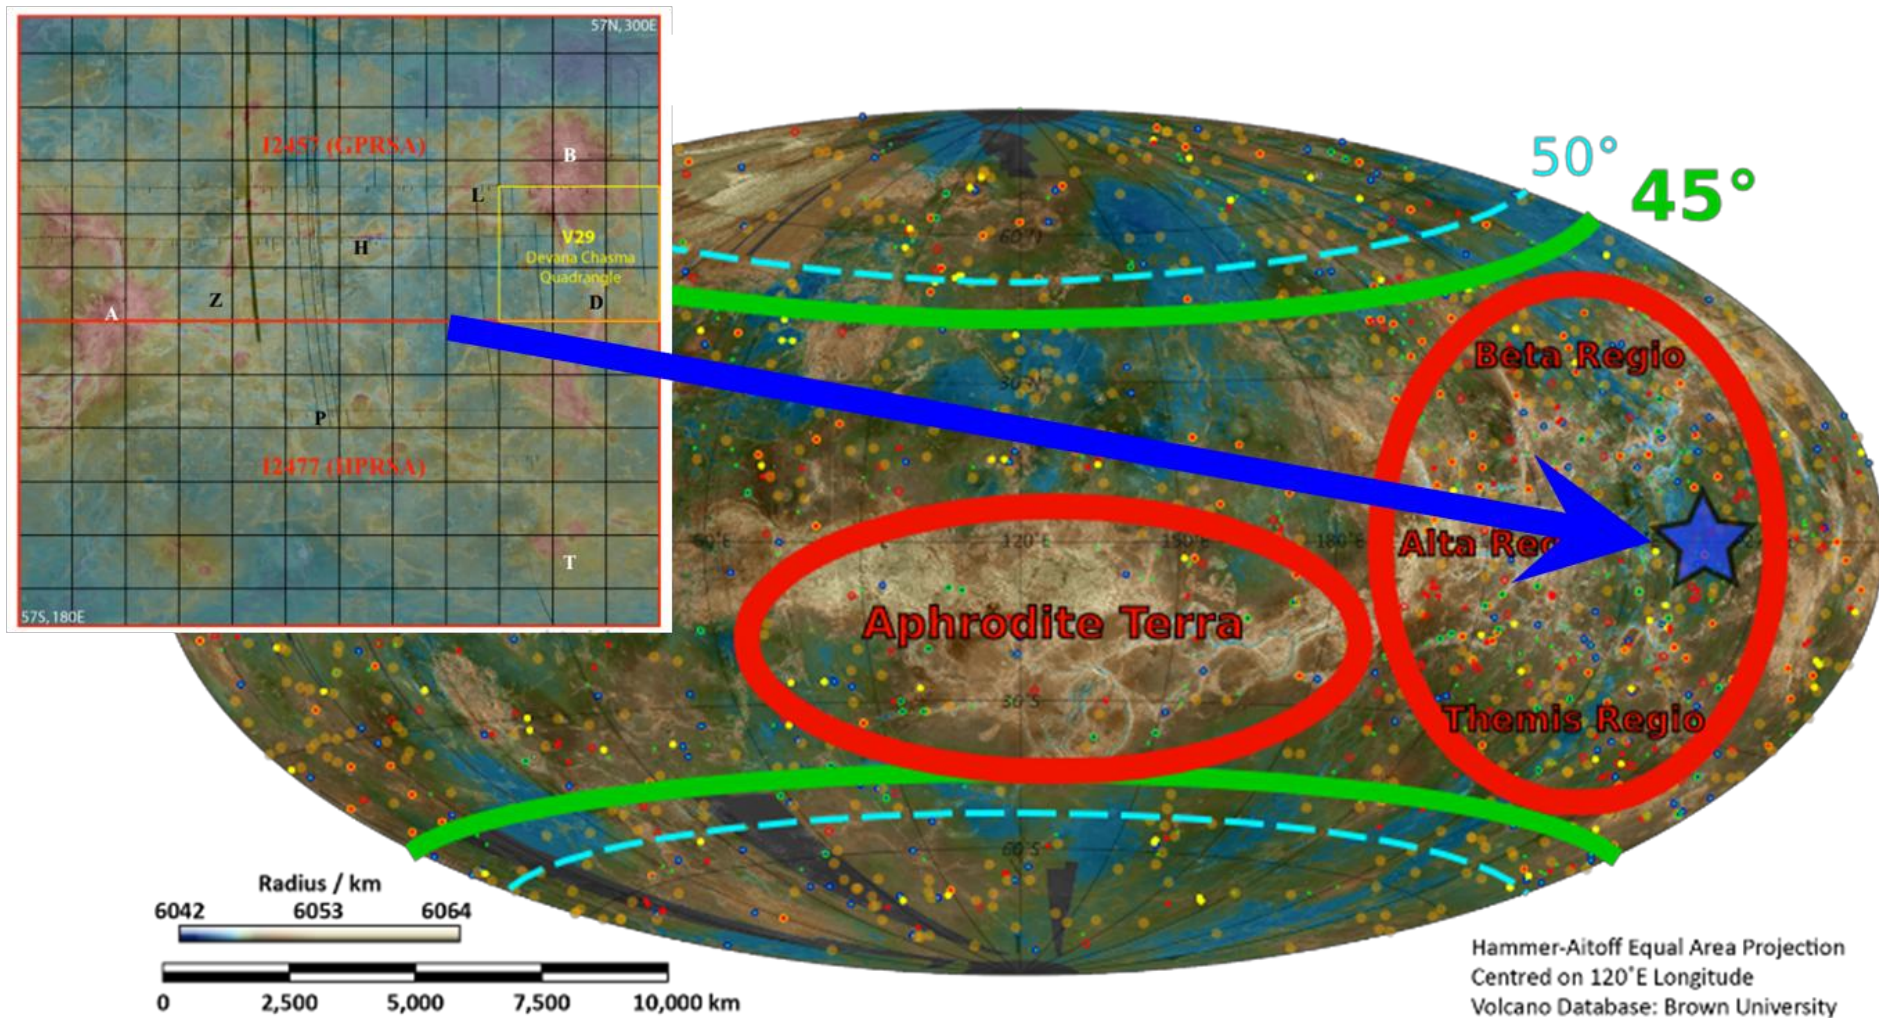 57N, 300E
I2457 (GPRSA)
B
L
V29
Devana Chasma
Quadrangle
H
Z
D
A
P
I2477 (HPRSA)
T
57S, 180E
50°
45°
60°N
Beta Regio
30°N
60°E
120°E
150°E
180°E
Alta Reg
Aphrodite Terra
30°S
Themis Regio
60°S
Radius / km
6042 6053 6064
0 2,500 5,000 7,500 10,000 km
Hammer-Aitoff Equal Area Projection
Centred on 120°E Longitude
Volcano Database: Brown University